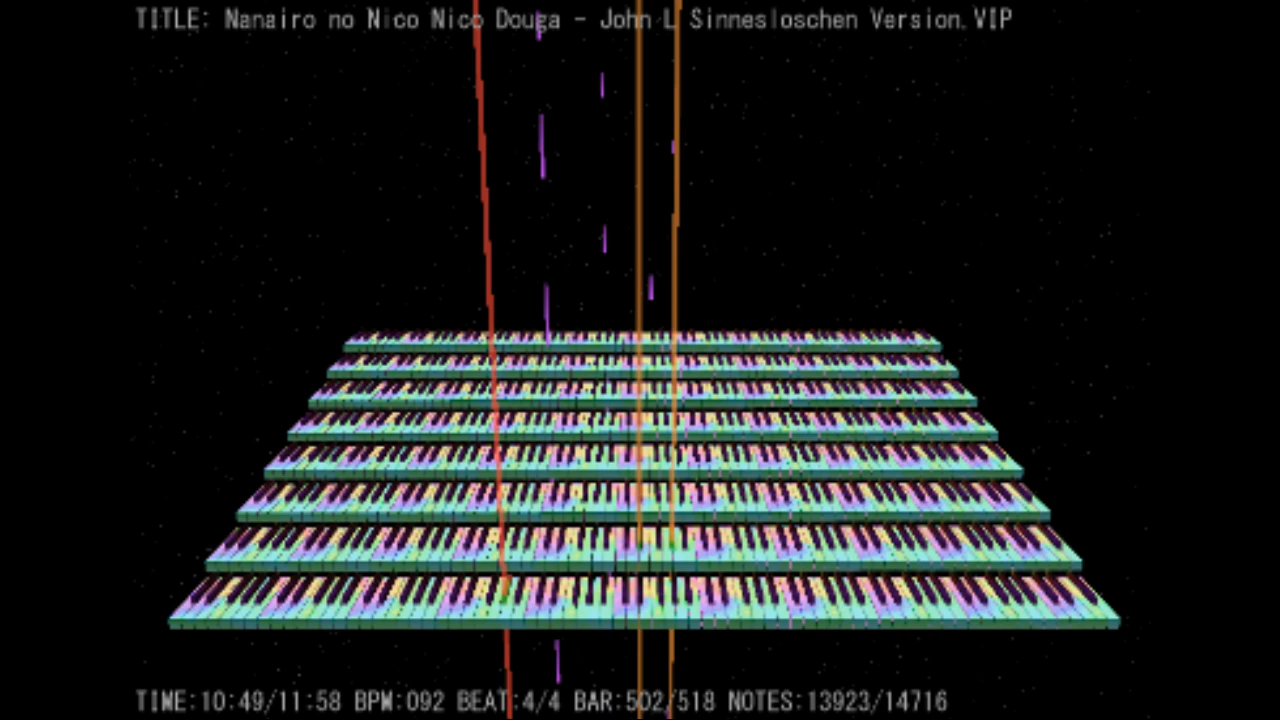 TITLE: Nanairo no Nico Nico Douga - John L Sinnesloschen Version.VIP
TIME:10:49/11:58 BPM:092 BEAT:4/4 BAR:502/518 NOTES:13923/14716